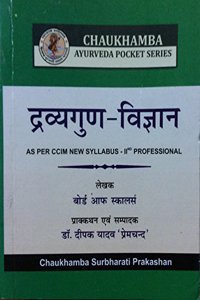 CHAUKHAMBA
AYURVEDA POCKET SERIES
द्रव्यगुण-विज्ञान
AS PER CCIM NEW SYLLABUS - IInd PROFESSIONAL
लेखक
बोर्ड आफ स्कालर्स
प्राक्कथन एवं सम्पादक
डॉ. दीपक यादव 'प्रेमचन्द'
Chaukhamba Surbharati Prakashan